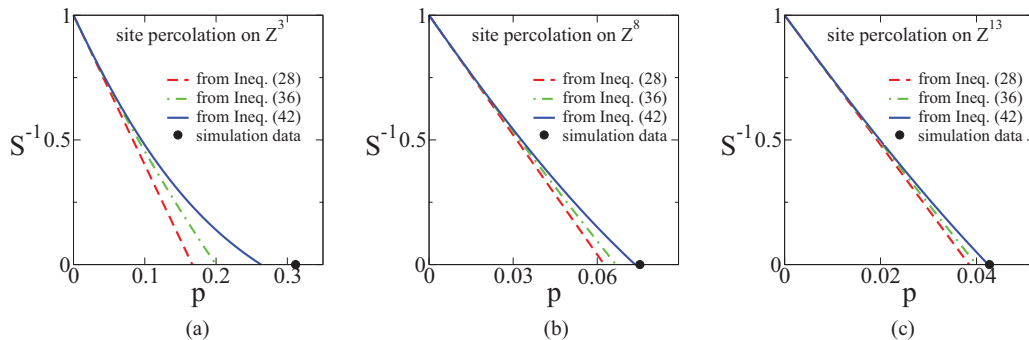 site percolation on Z³
from Ineq. (28)
from Ineq. (36)
from Ineq. (42)
simulation data
1
0.5
0
S⁻¹
0 0.1 0.2 0.3
p
(a)
site percolation on Z⁸
from Ineq. (28)
from Ineq. (36)
from Ineq. (42)
simulation data
1
0.5
0
S⁻¹
0 0.03 0.06
p
(b)
site percolation on Z¹³
from Ineq. (28)
from Ineq. (36)
from Ineq. (42)
simulation data
1
0.5
0
S⁻¹
0 0.02 0.04
p
(c)